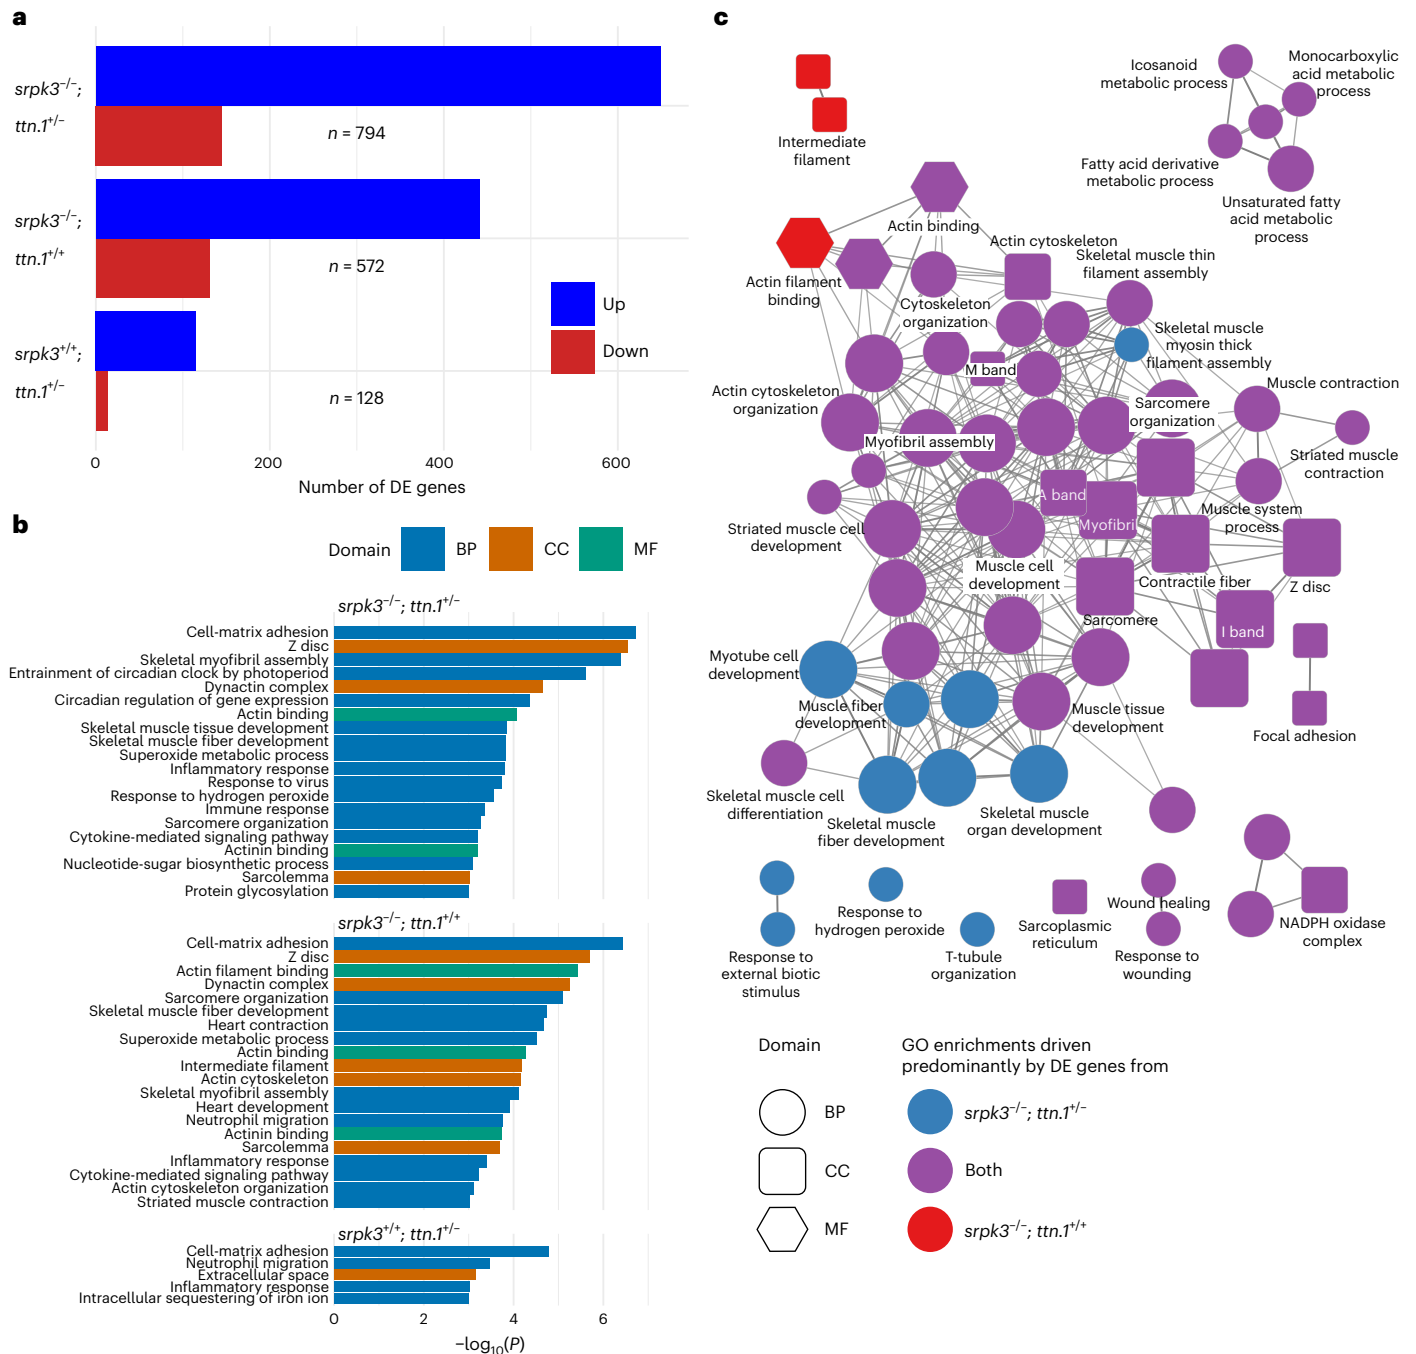 a
srpk3−/−;
ttn.1+/−
n = 794
srpk3−/−;
ttn.1+/+
n = 572
srpk3+/+;
ttn.1+/−
n = 128
Up
Down
0
200
400
600
Number of DE genes
b
Domain
BP
CC
MF
srpk3−/−; ttn.1+/−
Cell-matrix adhesion
Z disc
Skeletal myofibril assembly
Entrainment of circadian clock by photoperiod
Dynactin complex
Circadian regulation of gene expression
Actin binding
Skeletal muscle tissue development
Skeletal muscle fiber development
Superoxide metabolic process
Inflammatory response
Response to virus
Response to hydrogen peroxide
Immune response
Sarcomere organization
Cytokine-mediated signaling pathway
Actinin binding
Nucleotide-sugar biosynthetic process
Sarcolemma
Protein glycosylation
srpk3−/−; ttn.1+/+
Cell-matrix adhesion
Z disc
Actin filament binding
Dynactin complex
Sarcomere organization
Skeletal muscle fiber development
Heart contraction
Superoxide metabolic process
Actin binding
Intermediate filament
Actin cytoskeleton
Skeletal myofibril assembly
Heart development
Neutrophil migration
Actinin binding
Sarcolemma
Inflammatory response
Cytokine-mediated signaling pathway
Actin cytoskeleton organization
Striated muscle contraction
srpk3+/+; ttn.1+/−
Cell-matrix adhesion
Neutrophil migration
Extracellular space
Inflammatory response
Intracellular sequestering of iron ion
0
2
4
6
−log10(P)
c
Intermediate
filament
Icosanoid
metabolic process
Monocarboxylic
acid metabolic
process
Fatty acid derivative
metabolic process
Unsaturated fatty
acid metabolic
process
Actin binding
Actin filament
binding
Actin cytoskeleton
Cytoskeleton
organization
Skeletal muscle thin
filament assembly
Skeletal muscle
myosin thick
filament assembly
M band
Actin cytoskeleton
organization
Sarcomere
organization
Muscle contraction
Striated muscle
contraction
Myofibril assembly
A band
Myofibril
Muscle system
process
Striated muscle cell
development
Muscle cell
development
Contractile fiber
Z disc
Sarcomere
I band
Myotube cell
development
Muscle fiber
development
Muscle tissue
development
Focal adhesion
Skeletal muscle cell
differentiation
Skeletal muscle
fiber development
Skeletal muscle
organ development
Response to
external biotic
stimulus
Response to
hydrogen peroxide
T-tubule
organization
Sarcoplasmic
reticulum
Wound healing
Response to
wounding
NADPH oxidase
complex
Domain
BP
CC
MF
GO enrichments driven
predominantly by DE genes from
srpk3−/−; ttn.1+/−
Both
srpk3−/−; ttn.1+/+